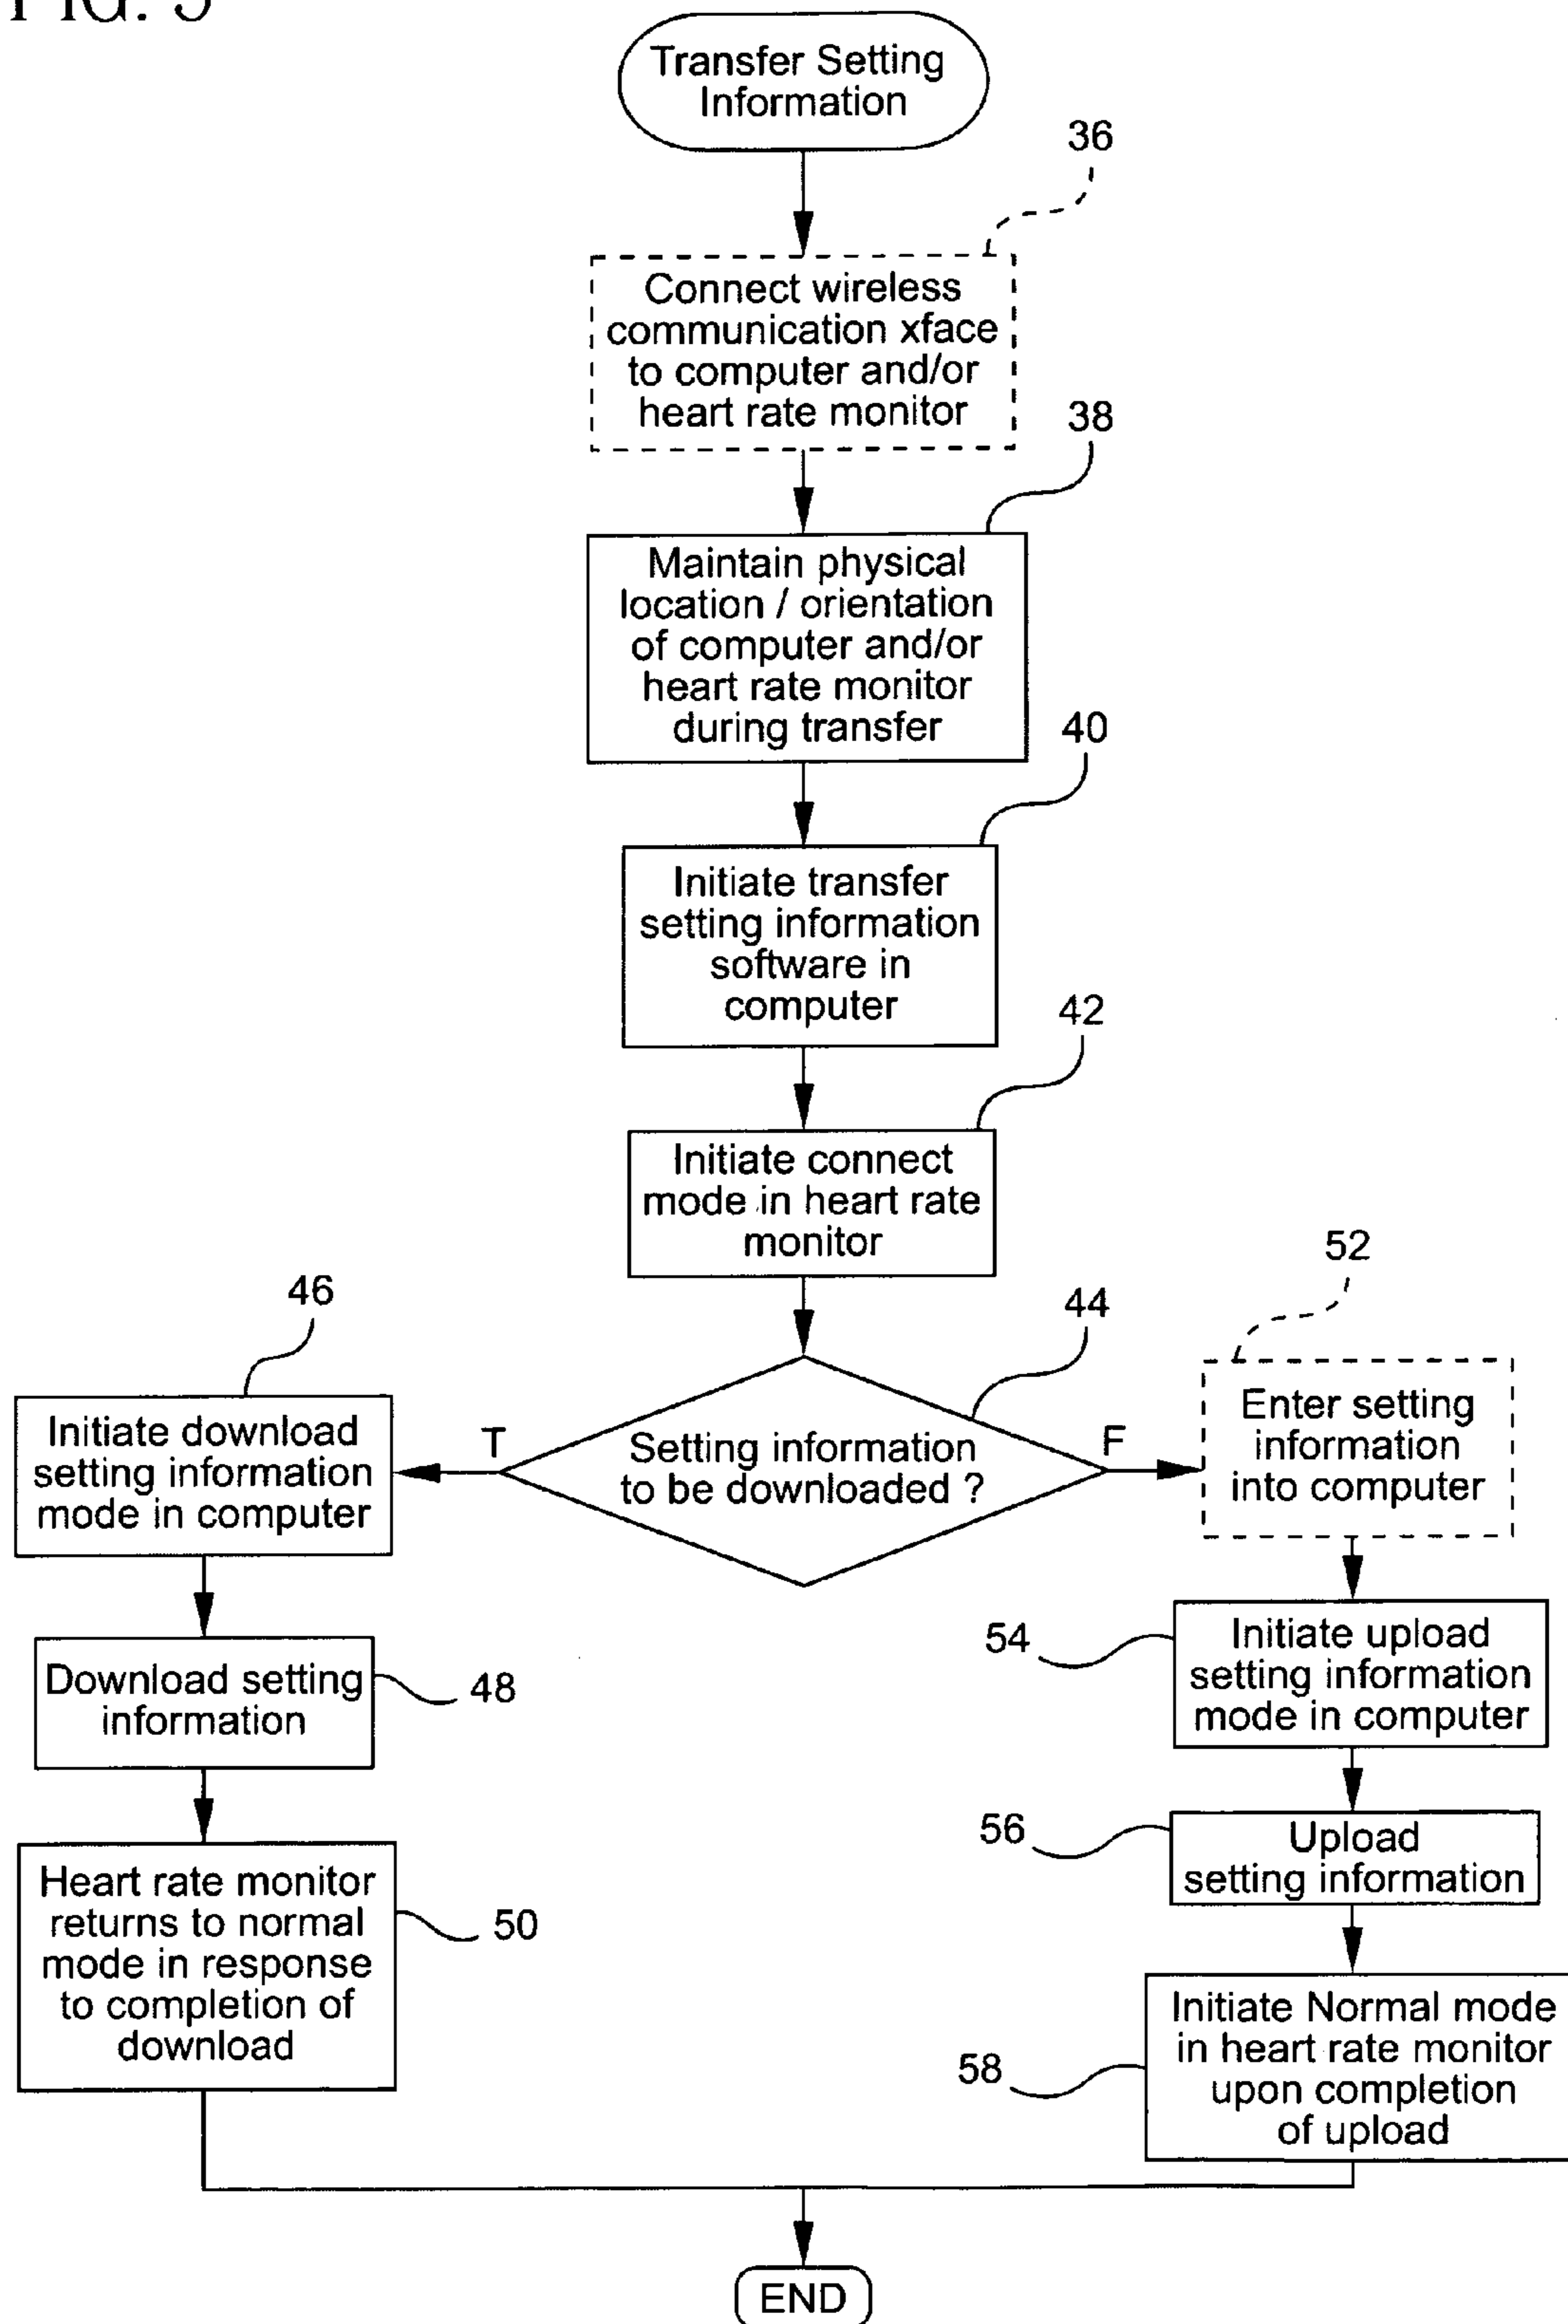 FIG. 3
Transfer Setting
Information
36
Connect wireless
communication xface
to computer and/or
heart rate monitor
38
Maintain physical
location / orientation
of computer and/or
heart rate monitor
during transfer
40
Initiate transfer
setting information
software in
computer
42
Initiate connect
mode in heart rate
monitor
44
Setting information
to be downloaded ?
T
F
46
Initiate download
setting information
mode in computer
Download setting
information
48
Heart rate monitor
returns to normal
mode in response
to completion of
download
50
52
Enter setting
information
into computer
54
Initiate upload
setting information
mode in computer
56
Upload
setting information
58
Initiate Normal mode
in heart rate monitor
upon completion
of upload
END